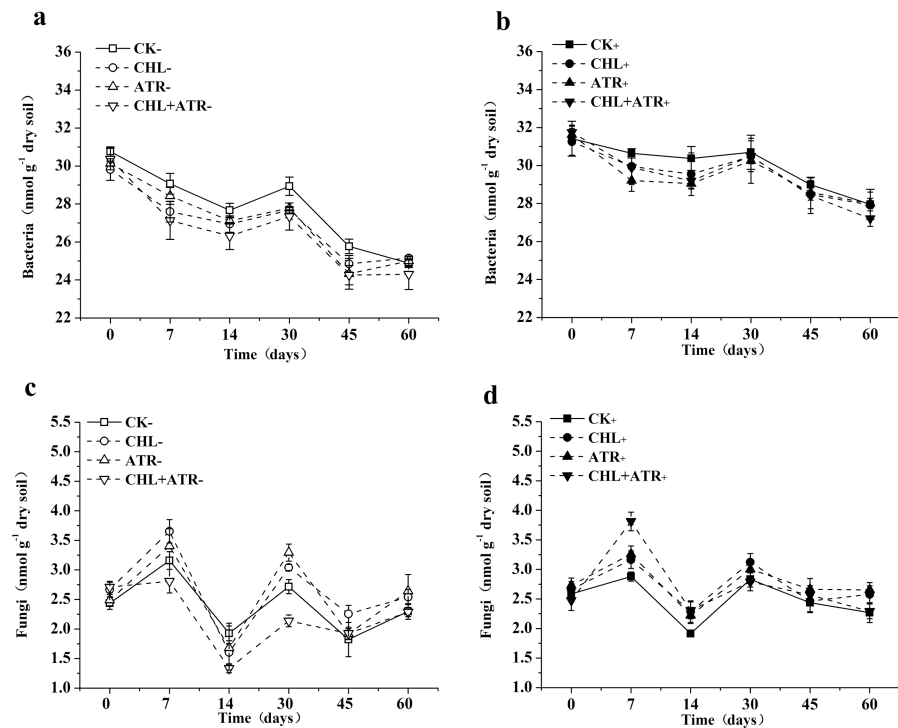 a
CK-
CHL-
ATR-
CHL+ATR-
36
34
32
30
28
26
24
22
Bacteria (nmol g⁻¹ dry soil)
0 7 14 30 45 60
Time (days)
b
CK+
CHL+
ATR+
CHL+ATR+
36
34
32
30
28
26
24
22
Bacteria (nmol g⁻¹ dry soil)
0 7 14 30 45 60
Time (days)
c
CK-
CHL-
ATR-
CHL+ATR-
5.5
5.0
4.5
4.0
3.5
3.0
2.5
2.0
1.5
1.0
Fungi (nmol g⁻¹ dry soil)
0 7 14 30 45 60
Time (days)
d
CK+
CHL+
ATR+
CHL+ATR+
5.5
5.0
4.5
4.0
3.5
3.0
2.5
2.0
1.5
1.0
Fungi (nmol g⁻¹ dry soil)
0 7 14 30 45 60
Time (days)